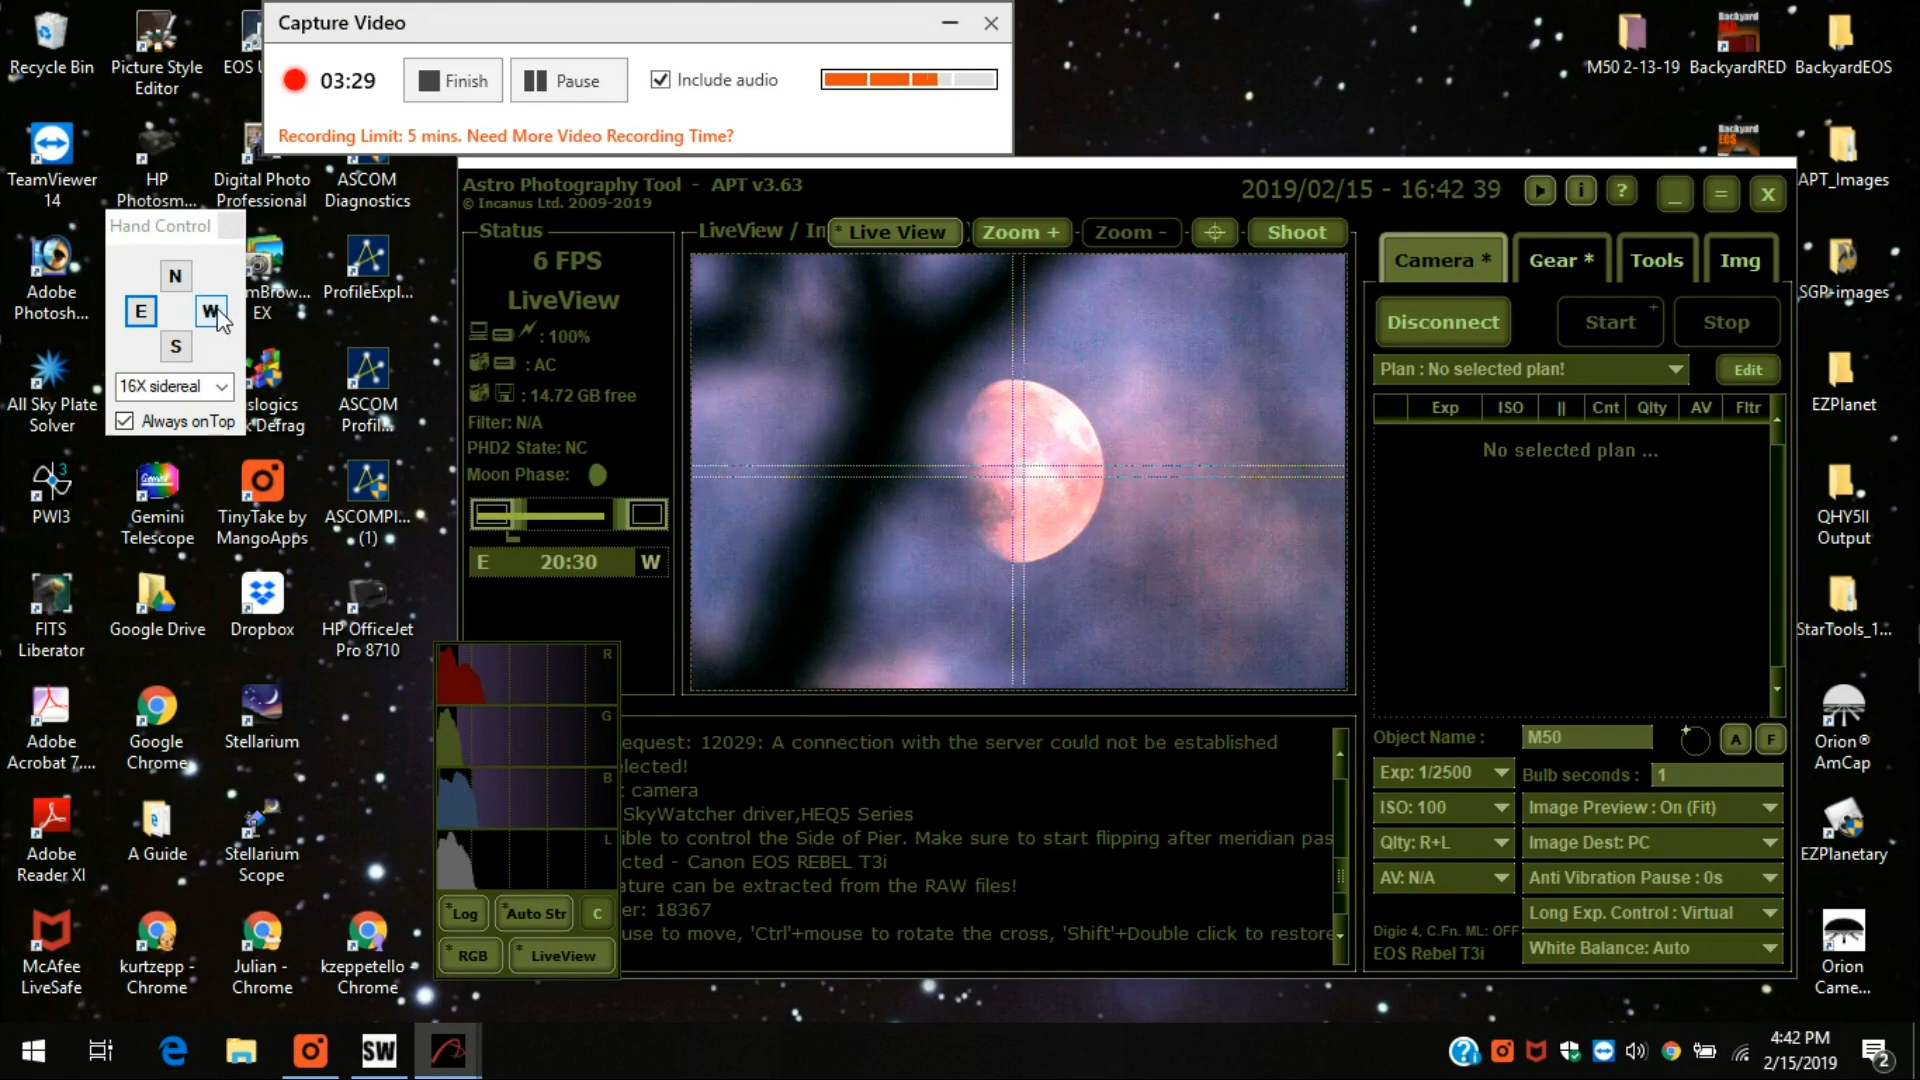 Capture Video
03:29
Finish
Pause
Include audio
Recording Limit: 5 mins. Need More Video Recording Time?
Recycle Bin
Picture Style
Editor
EOS U
M50 2-13-19
BackyardRED
BackyardEOS
TeamViewer
14
HP
Photosm...
Digital Photo
Professional
ASCOM
Diagnostics
Backyard
RED
Backyard
EOS
APT_Images
Hand Control
N
E
W
S
16X sidereal
Always onTop
Adobe
Photosh...
mBrow...
EX
ProfileExpl...
SGP-images
All Sky Plate
Solver
slogics
k Defrag
ASCOM
Profil...
EZPlanet
PWI3
Gemini
Telescope
TinyTake by
MangoApps
ASCOMPI...
(1)
QHY5II
Output
FITS
Liberator
Google Drive
Dropbox
HP OfficeJet
Pro 8710
StarTools_1...
Adobe
Acrobat 7....
Google
Chrome
Stellarium
Orion®
AmCap
Adobe
Reader XI
A Guide
Stellarium
Scope
EZPlanetary
McAfee
LiveSafe
kurtzepp -
Chrome
Julian -
Chrome
kzeppetello -
Chrome
Orion
Came...
Astro Photography Tool - APT v3.63
© Incanus Ltd. 2009-2019
2019/02/15 - 16:42 39
i
?
_
=
X
Status
6 FPS
LiveView
: 100%
: AC
: 14.72 GB free
Filter: N/A
PHD2 State: NC
Moon Phase:
E 20:30 W
LiveView / In
* Live View
Zoom +
Zoom -
Shoot
Camera *
Gear *
Tools
Img
Disconnect
Start +
Stop
Plan : No selected plan!
Edit
Exp ISO || Cnt Qlty AV Fltr
No selected plan ...
R
G
B
L
*Log
*Auto Str
C
* RGB
* LiveView
equest: 12029: A connection with the server could not be established
elected!
t camera
SkyWatcher driver,HEQ5 Series
ible to control the Side of Pier. Make sure to start flipping after meridian pas
cted - Canon EOS REBEL T3i
ature can be extracted from the RAW files!
er: 18367
use to move, 'Ctrl'+mouse to rotate the cross, 'Shift'+Double click to restore
Object Name :
M50
A
F
Exp: 1/2500
Bulb seconds :
1
ISO: 100
Image Preview : On (Fit)
Qlty: R+L
Image Dest: PC
AV: N/A
Anti Vibration Pause : 0s
Long Exp. Control : Virtual
Digic 4, C.Fn. ML: OFF
EOS Rebel T3i
White Balance: Auto
SW
4:42 PM
2/15/2019
2